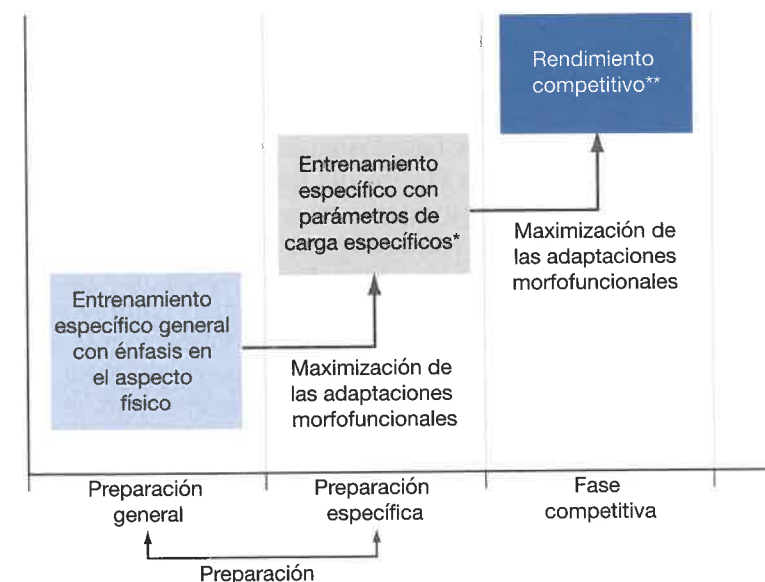 Rendimiento
competitivo**
Entrenamiento
específico con
parámetros de
carga específicos*
Maximización de
las adaptaciones
morfofuncionales
Entrenamiento
específico general
con énfasis en
el aspecto
físico
Maximización de
las adaptaciones
morfofuncionales
Preparación
general
Preparación
específica
Fase
competitiva
Preparación